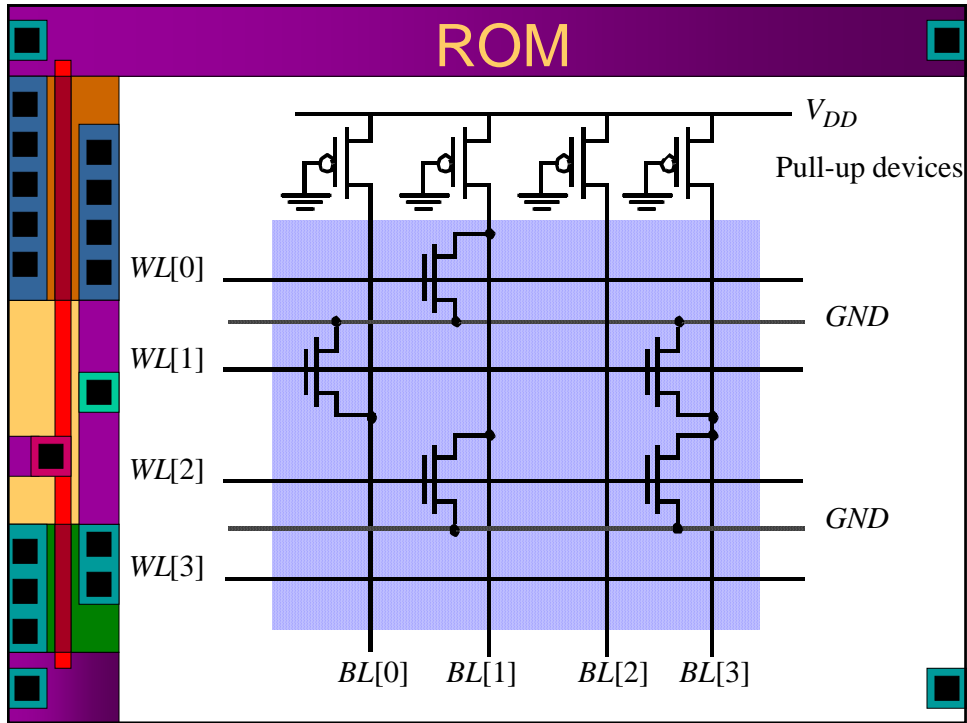 ROM
V_DD
Pull-up devices
WL[0]
GND
WL[1]
WL[2]
GND
WL[3]
BL[0] BL[1] BL[2] BL[3]